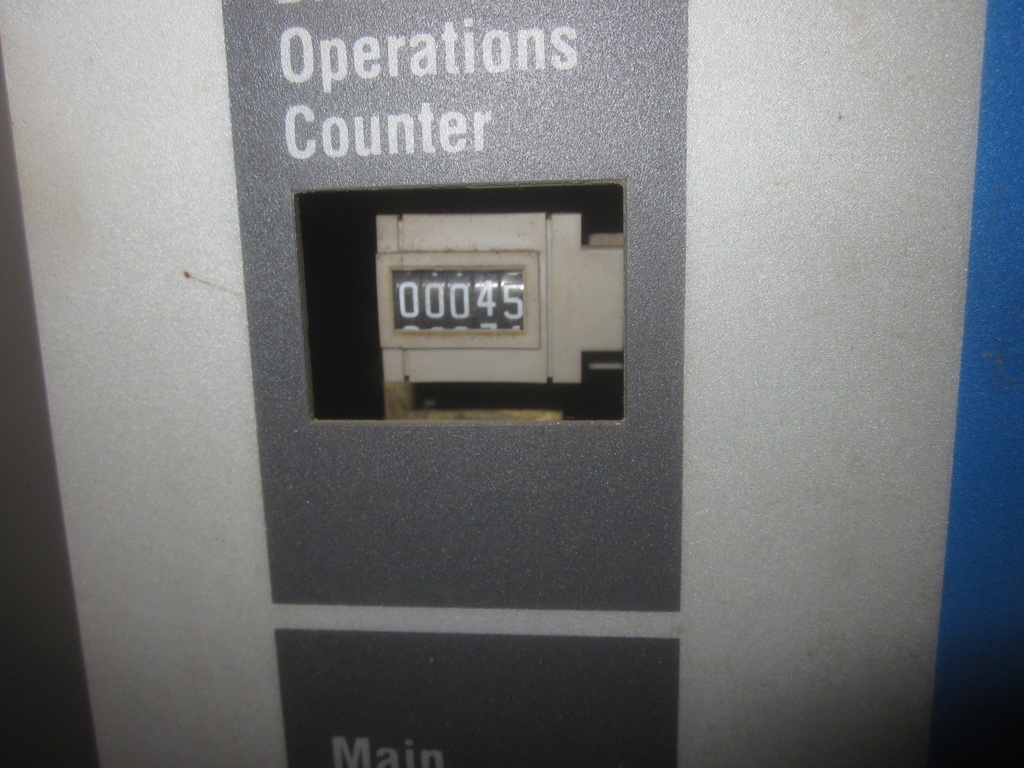 Operations
Counter
00045
Main